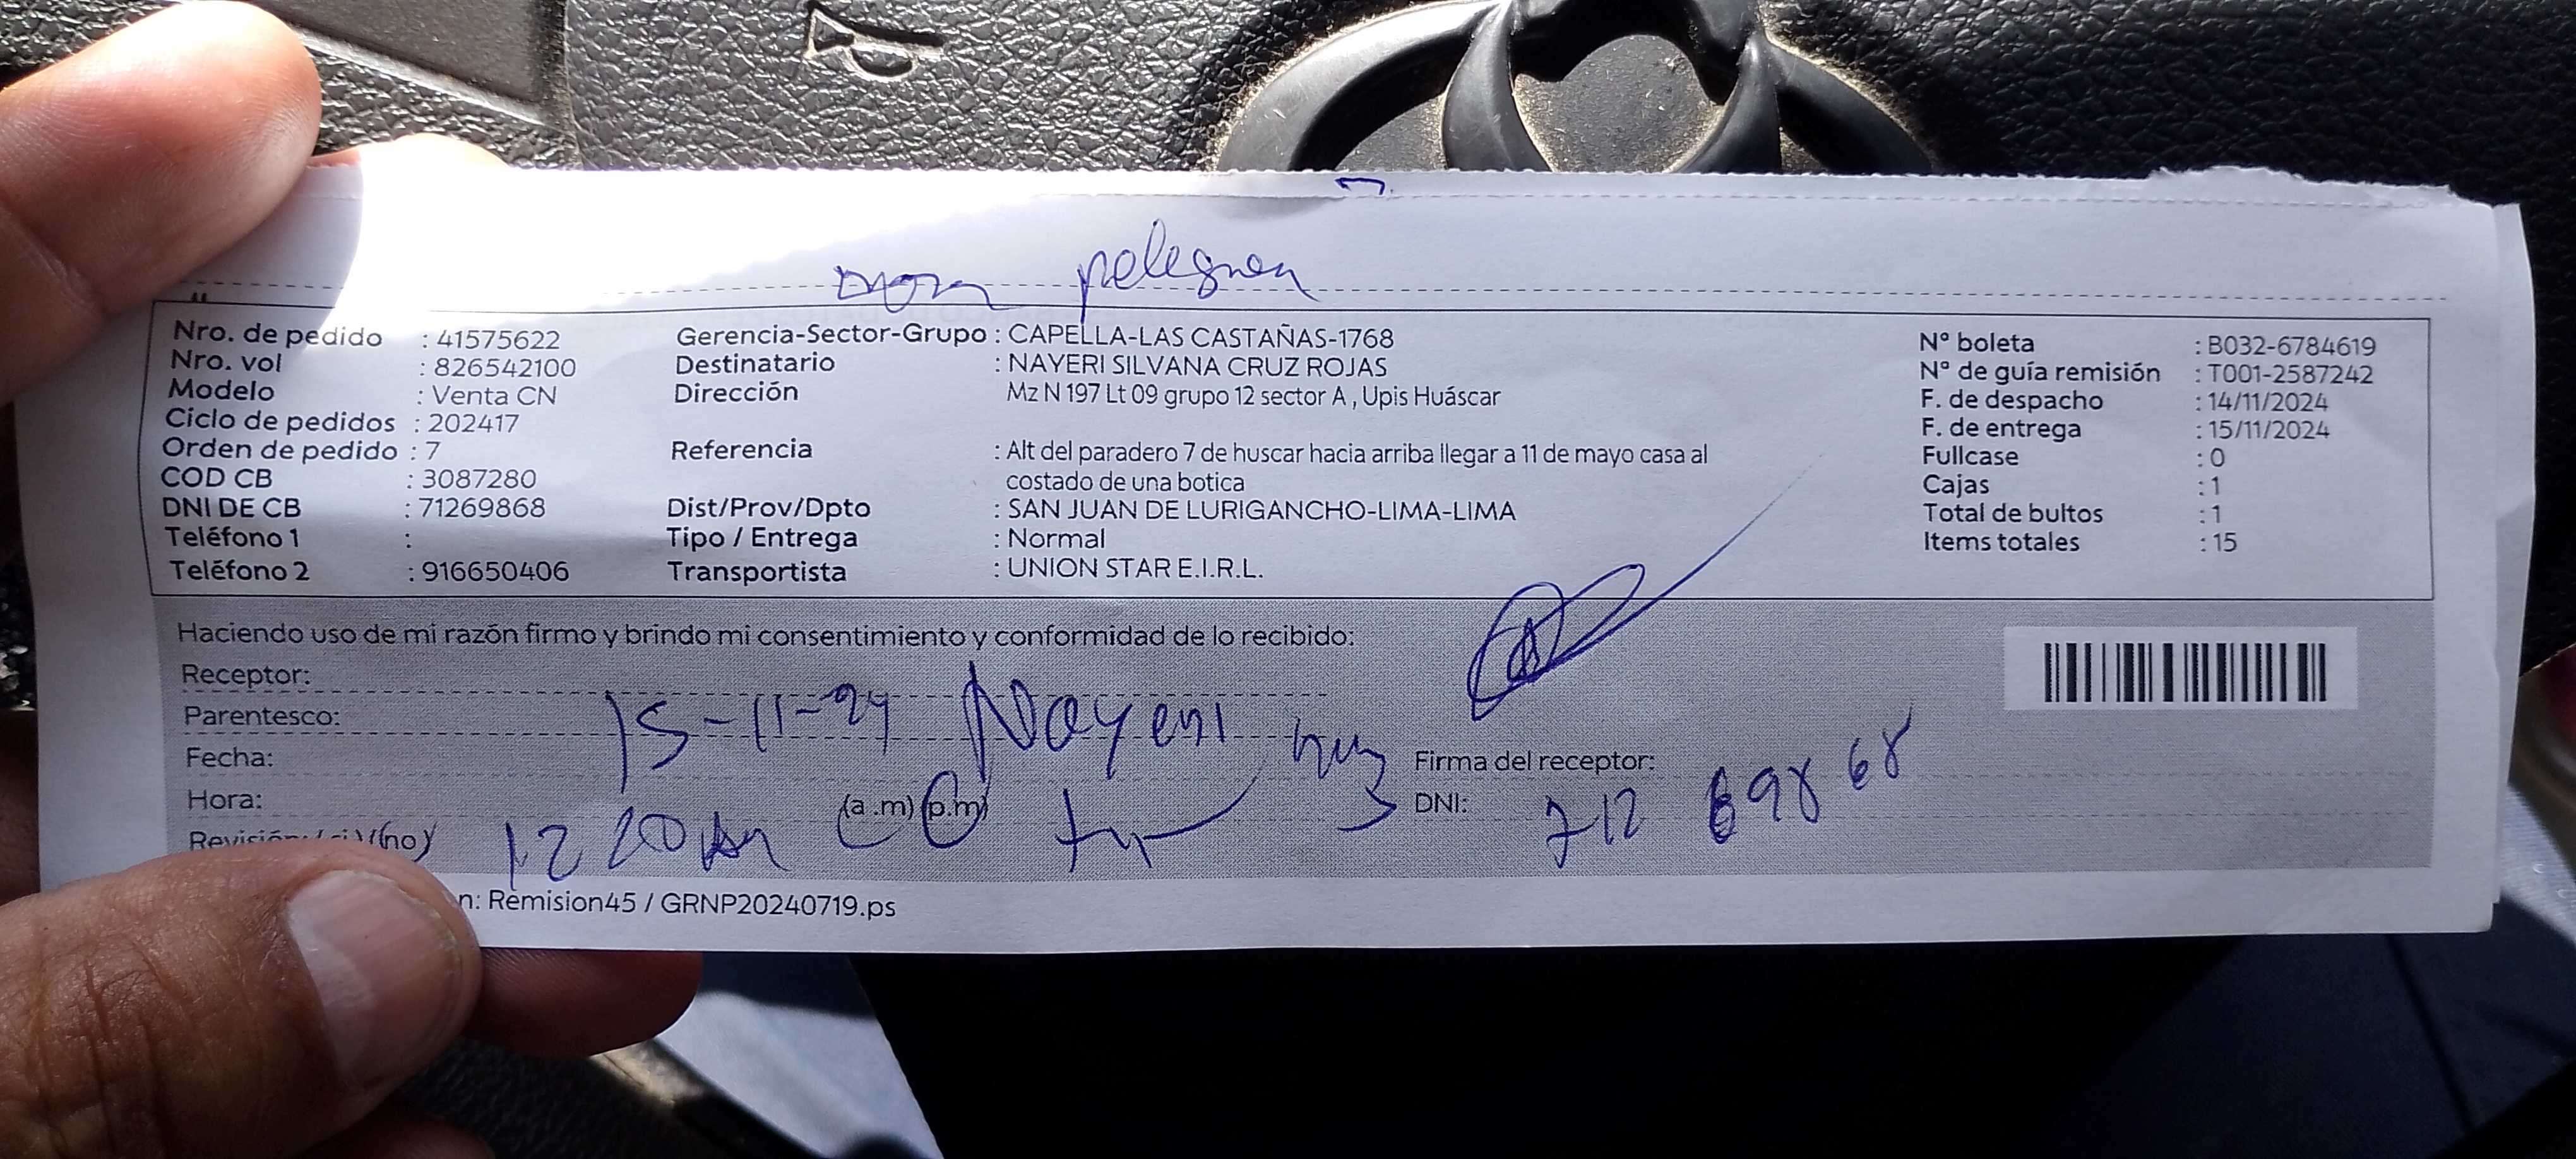 zona peligrosa
Nro. de pedido : 41575622
Nro. vol : 826542100
Modelo : Venta CN
Ciclo de pedidos : 202417
Orden de pedido : 7
COD CB : 3087280
DNI DE CB : 71269868
Teléfono 1 :
Teléfono 2 : 916650406
Gerencia-Sector-Grupo : CAPELLA-LAS CASTAÑAS-1768
Destinatario : NAYERI SILVANA CRUZ ROJAS
Dirección Mz N 197 Lt 09 grupo 12 sector A , Upis Huáscar
Referencia : Alt del paradero 7 de huscar hacia arriba llegar a 11 de mayo casa al
costado de una botica
Dist/Prov/Dpto : SAN JUAN DE LURIGANCHO-LIMA-LIMA
Tipo / Entrega : Normal
Transportista : UNION STAR E.I.R.L.
N° boleta : B032-6784619
N° de guía remisión : T001-2587242
F. de despacho : 14/11/2024
F. de entrega : 15/11/2024
Fullcase : 0
Cajas : 1
Total de bultos : 1
Items totales : 15
Haciendo uso de mi razón firmo y brindo mi consentimiento y conformidad de lo recibido:
Receptor:
Parentesco: 15-11-24 Nayeri
Fecha:
Firma del receptor:
Hora: (a .m) (p.m)
DNI: 712 698 68
Revisión: (no)
12 20
n: Remision45 / GRNP20240719.ps